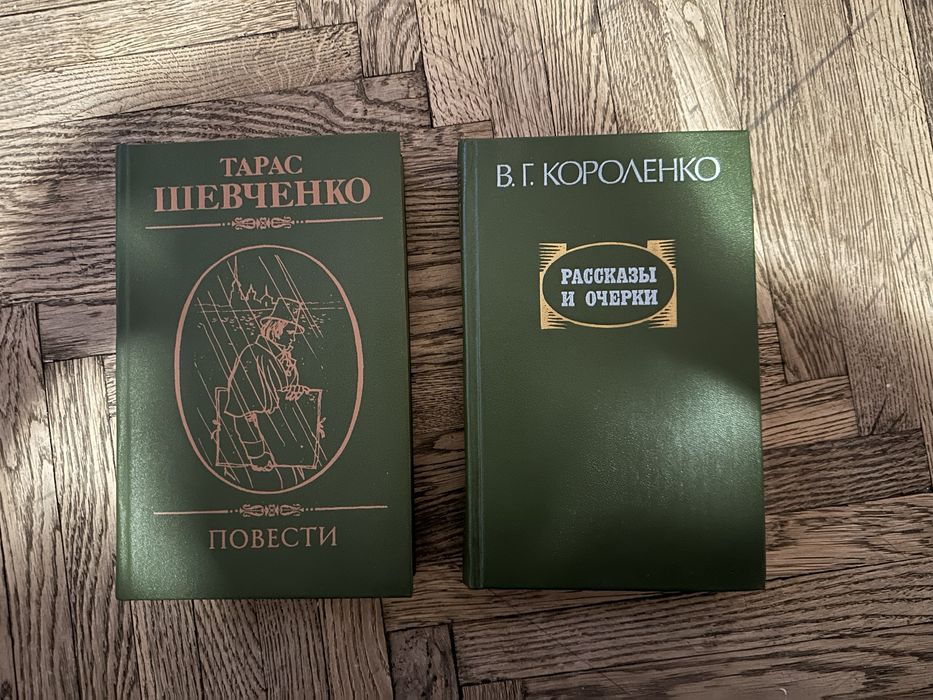 ТАРАС
ШЕВЧЕНКО
ПОВЕСТИ
В. Г. КОРОЛЕНКО
РАССКАЗЫ
И ОЧЕРКИ